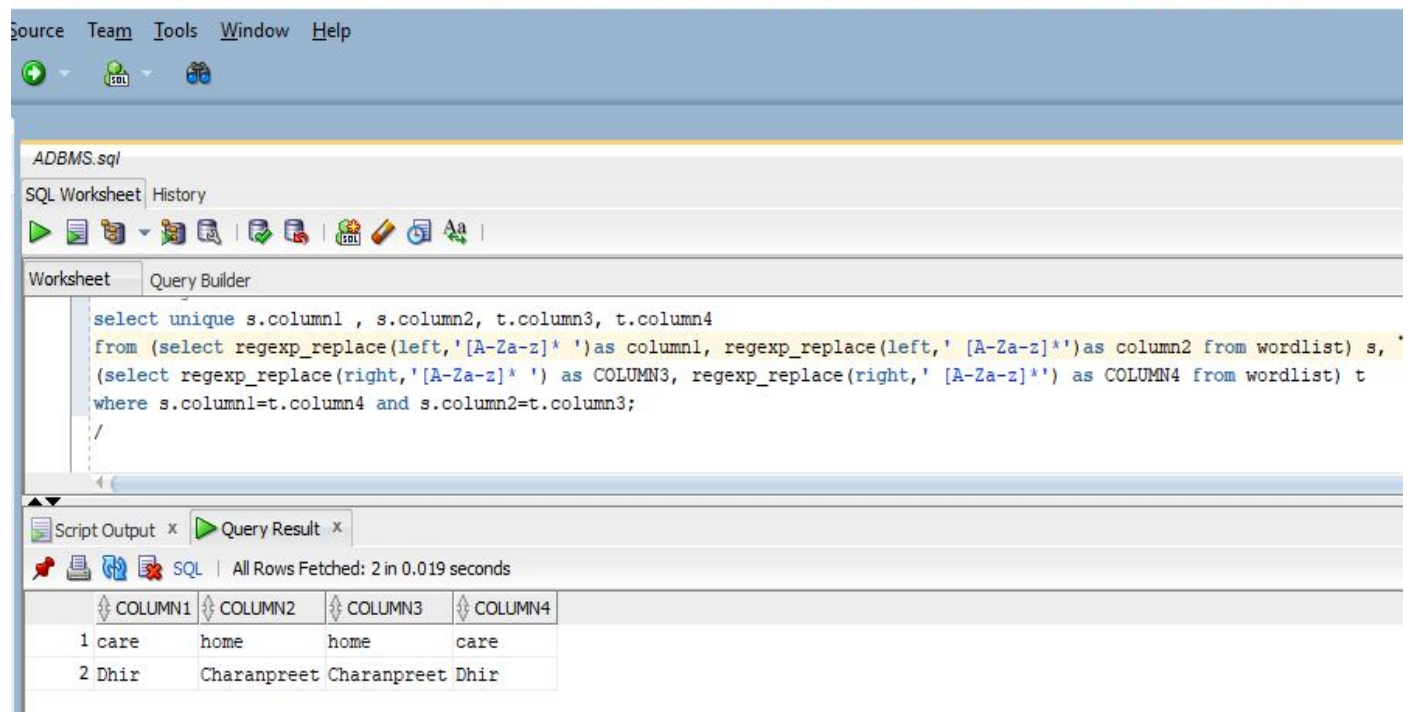 Source Team Tools Window Help
ADBMS.sql
SQL Worksheet History
Worksheet Query Builder
select unique s.column1 , s.column2, t.column3, t.column4
from (select regexp_replace(left,'[A-Za-z]* ')as column1, regexp_replace(left,' [A-Za-z]*')as column2 from wordlist) s,
(select regexp_replace(right,'[A-Za-z]* ') as COLUMN3, regexp_replace(right,' [A-Za-z]*') as COLUMN4 from wordlist) t
where s.column1=t.column4 and s.column2=t.column3;
/
Script Output x Query Result x
SQL | All Rows Fetched: 2 in 0.019 seconds
COLUMN1 COLUMN2 COLUMN3 COLUMN4
1 care home home care
2 Dhir Charanpreet Charanpreet Dhir